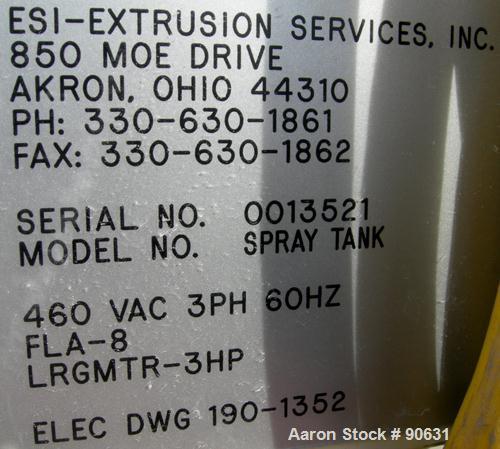 ESI-EXTRUSION SERVICES, INC.
850 MOE DRIVE
AKRON, OHIO 44310
PH: 330-630-1861
FAX: 330-630-1862
SERIAL NO. 0013521
MODEL NO. SPRAY TANK
460 VAC 3PH 60HZ
FLA-8
LRGMTR-3HP
ELEC DWG 190-1352
Aaron Stock # 90631